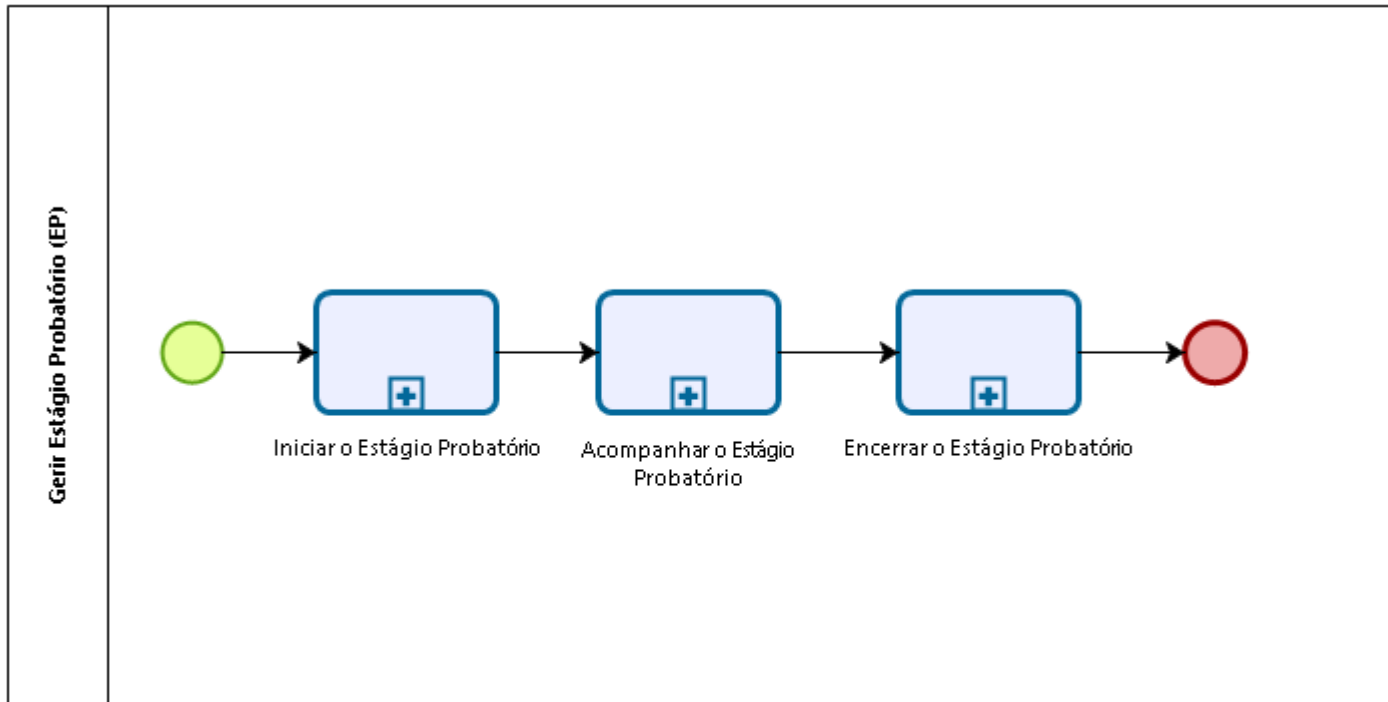 Gerir Estágio Probatório (EP)
Iniciar o Estágio Probatório
Acompanhar o Estágio
Probatório
Encerrar o Estágio Probatório